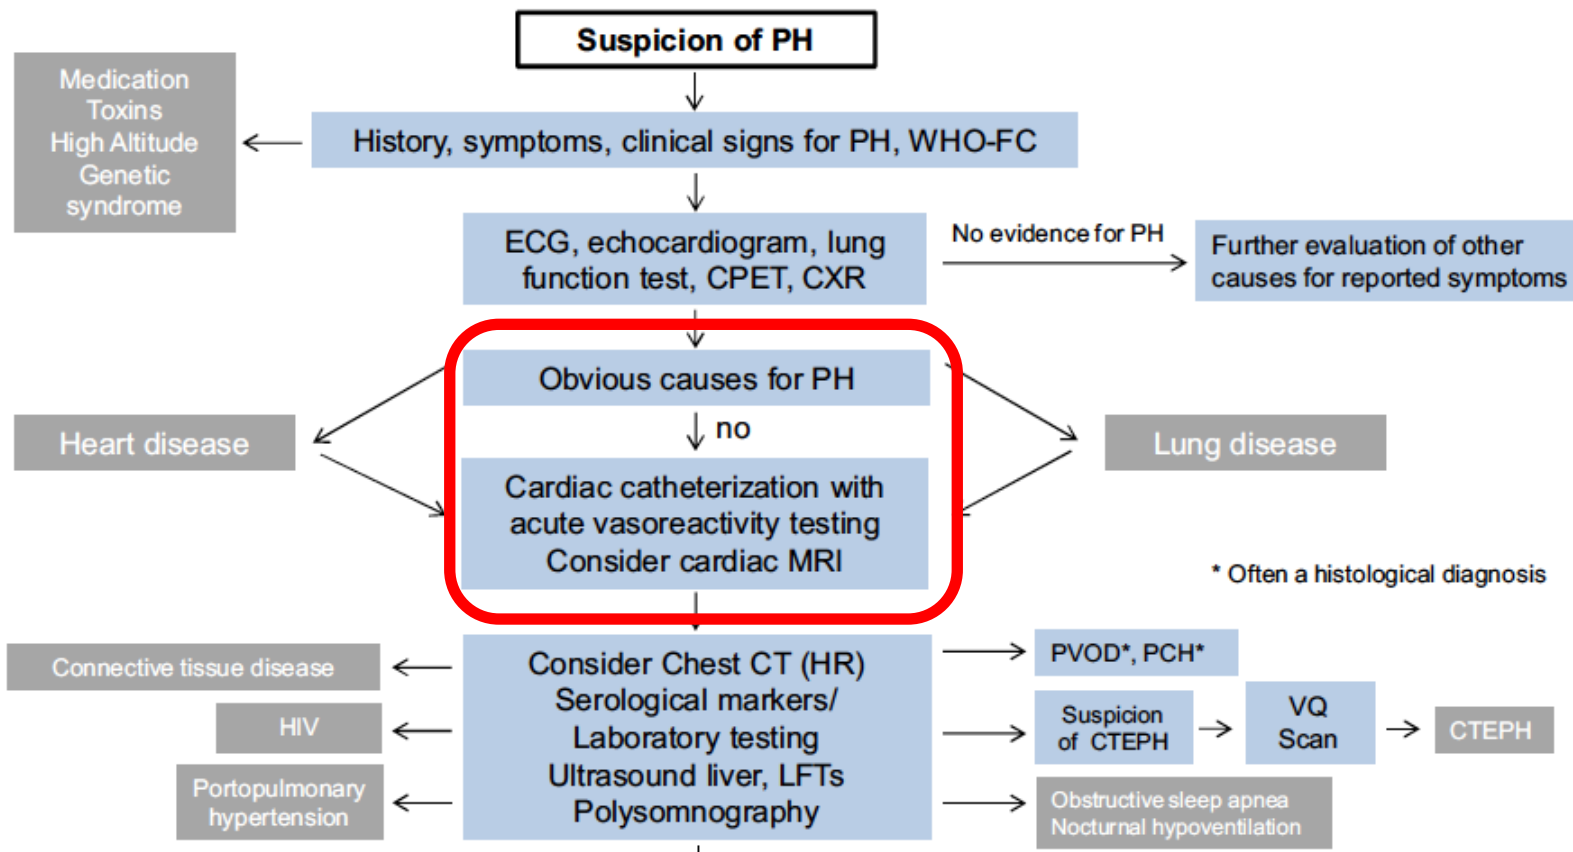 Suspicion of PH
Medication
Toxins
High Altitude
Genetic
syndrome
History, symptoms, clinical signs for PH, WHO-FC
ECG, echocardiogram, lung
function test, CPET, CXR
No evidence for PH
Further evaluation of other
causes for reported symptoms
Obvious causes for PH
no
Heart disease
Lung disease
Cardiac catheterization with
acute vasoreactivity testing
Consider cardiac MRI
* Often a histological diagnosis
Connective tissue disease
HIV
Portopulmonary
hypertension
Consider Chest CT (HR)
Serological markers/
Laboratory testing
Ultrasound liver, LFTs
Polysomnography
PVOD*, PCH*
Suspicion
of CTEPH
VQ
Scan
CTEPH
Obstructive sleep apnea
Nocturnal hypoventilation